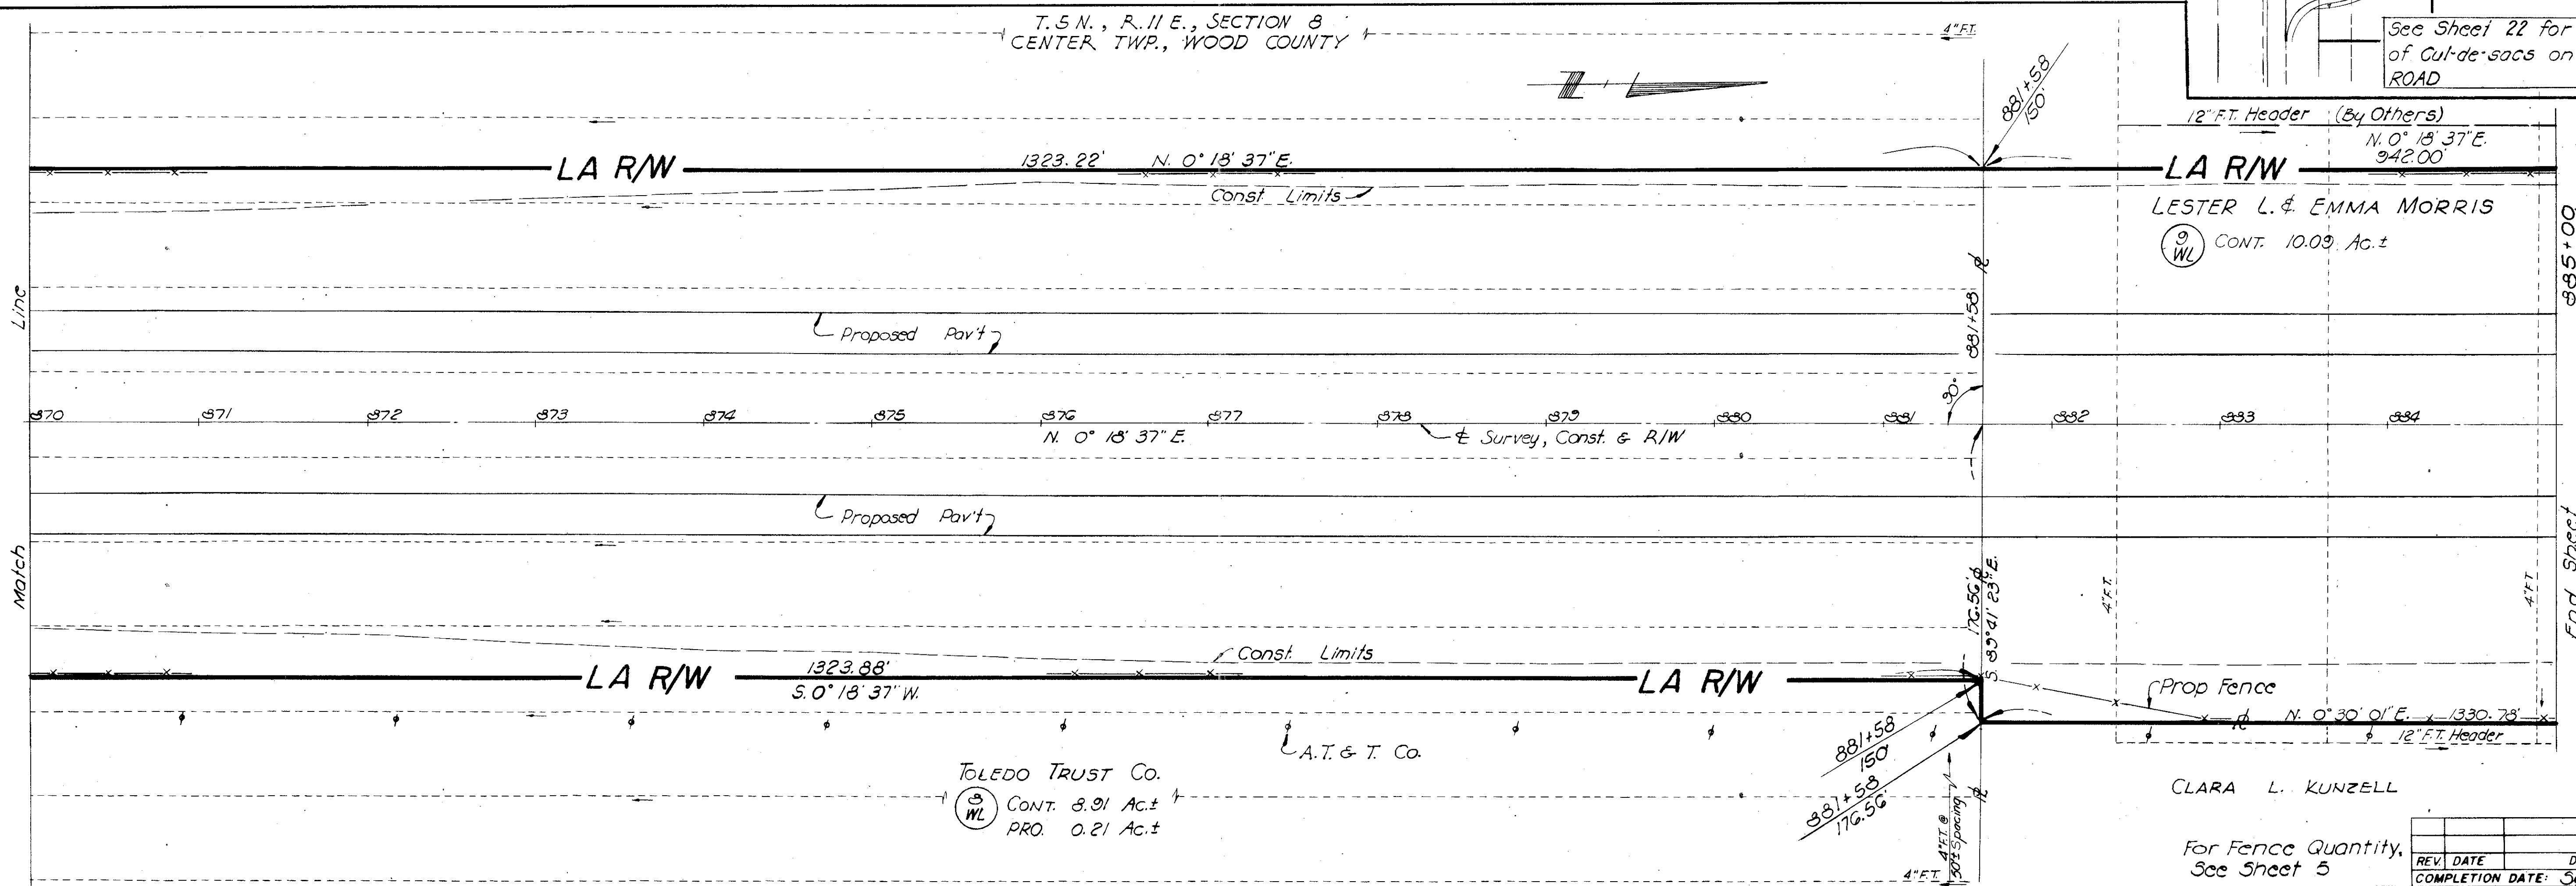 T. 5 N., R. 11 E., SECTION 8
CENTER TWP., WOOD COUNTY
4" F.T.
See Sheet 22 for
of Cul-de-sacs on
ROAD
881+58
150'
12" F.T. Header (By Others)
N. 0° 18' 37" E.
942.00'
LA R/W
1323.22' N. 0° 18' 37" E.
LA R/W
Const. Limits
LESTER L. & EMMA MORRIS
9
WL
CONT. 10.09 Ac.±
885+00
Line
881+58
Proposed Pav't
90°
870 871 872 873 874 875 876 877 878 879 880 881 882 883 884
N. 0° 18' 37" E.
℄ Survey, Const. & R/W
Proposed Pav't
Match
End Sheet
176.56'
S. 89° 41' 23" E.
4" F.T.
4" F.T.
Const. Limits
LA R/W
1323.88'
S. 0° 18' 37" W.
LA R/W
Prop Fence
N. 0° 30' 01" E. 1330.78'
12" F.T. Header
A.T. & T. Co.
881+58
150'
881+58
176.56'
TOLEDO TRUST CO.
8
WL
CONT. 8.91 Ac.±
PRO. 0.21 Ac.±
4" F.T. @
50'± Spacing
4" F.T.
CLARA L. KUNZELL
For Fence Quantity,
See Sheet 5
REV. DATE
COMPLETION DATE: